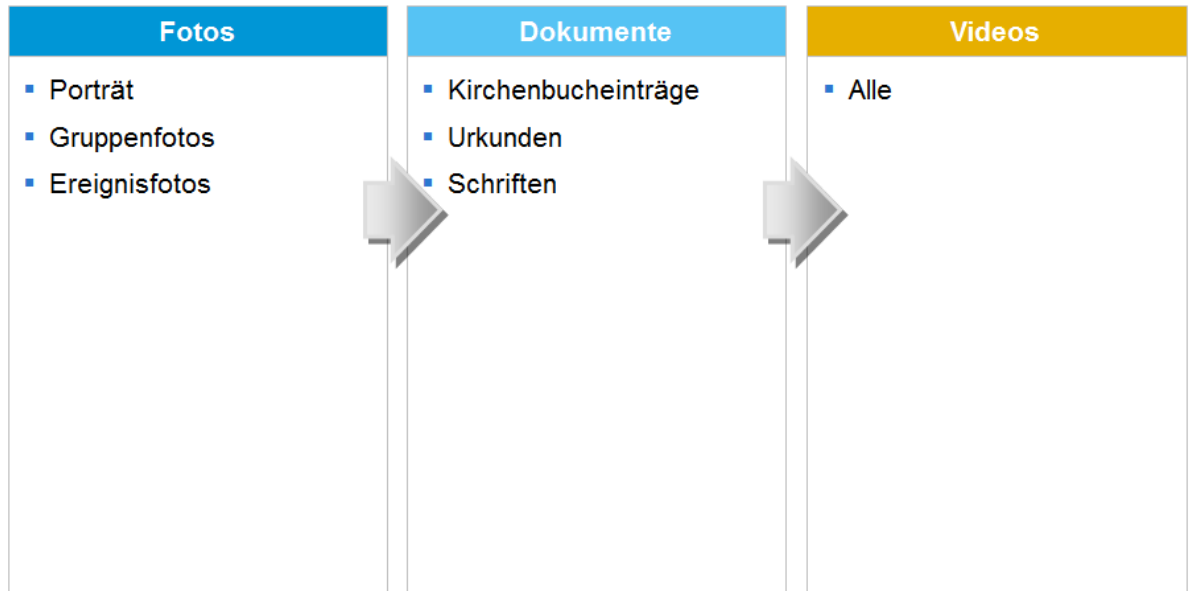 Fotos
Porträt
Gruppenfotos
Ereignisfotos
Dokumente
Kirchenbucheinträge
Urkunden
Schriften
Videos
Alle